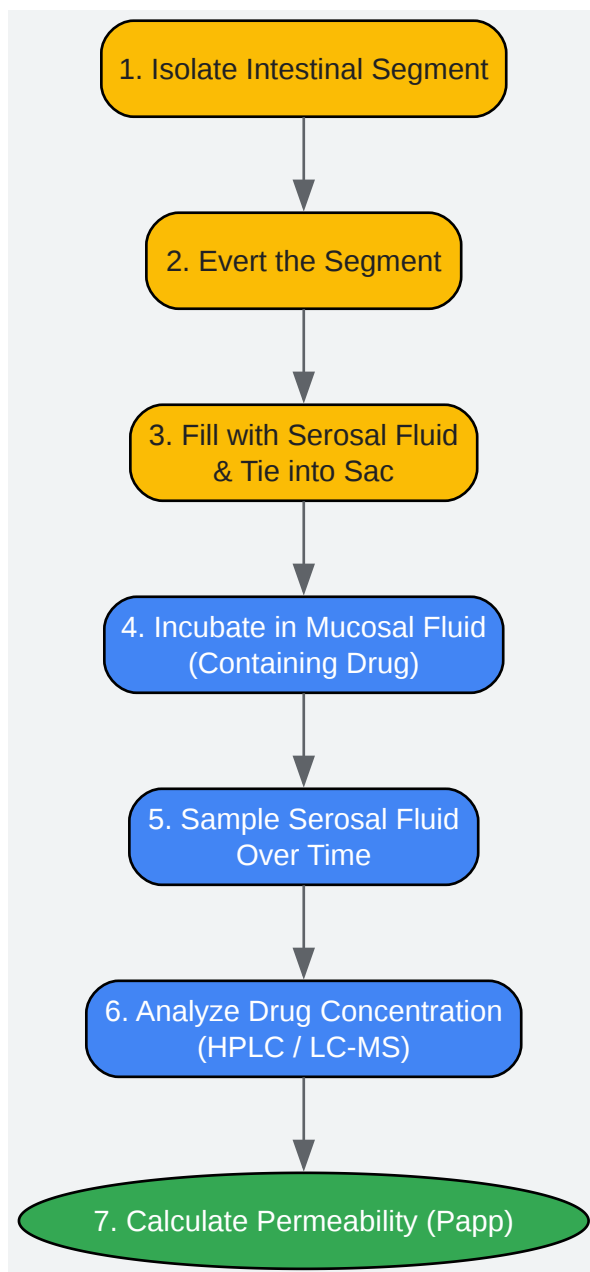 1. Isolate Intestinal Segment
2. Evert the Segment
3. Fill with Serosal Fluid
& Tie into Sac
4. Incubate in Mucosal Fluid
(Containing Drug)
5. Sample Serosal Fluid
Over Time
6. Analyze Drug Concentration
(HPLC / LC-MS)
7. Calculate Permeability (Papp)